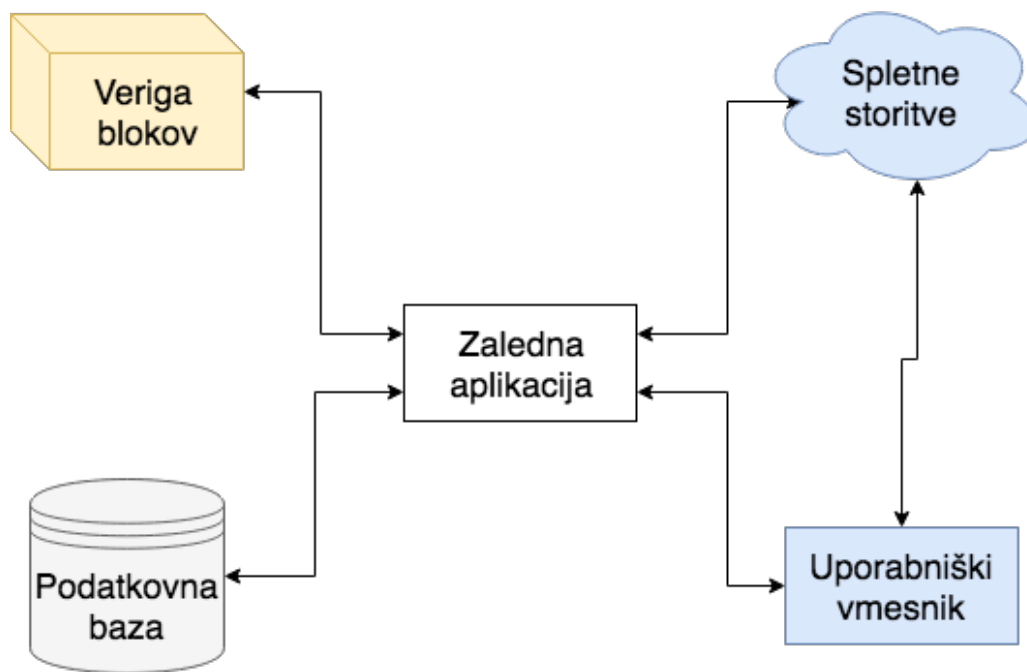 Veriga
blokov
Spletne
storitve
Zaledna
aplikacija
Podatkovna
baza
Uporabniški
vmesnik